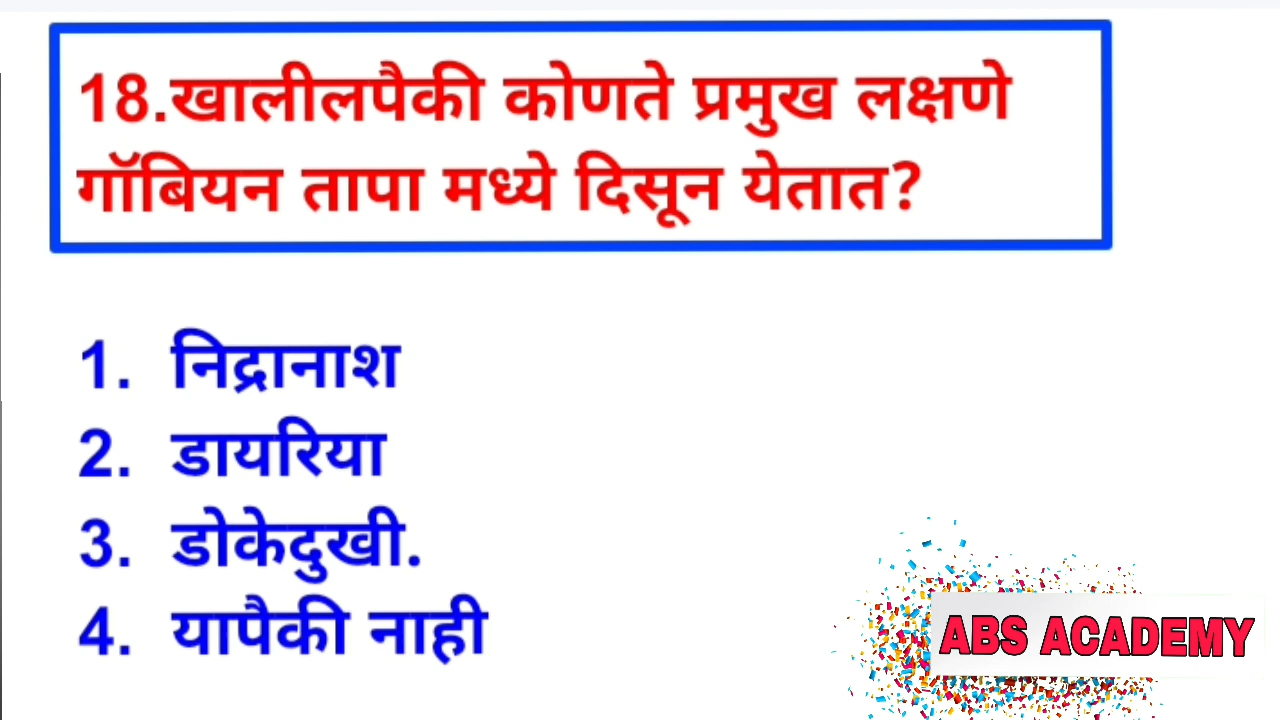 18.खालीलपैकी कोणते प्रमुख लक्षणे
गॉबियन तापा मध्ये दिसून येतात?
1. निद्रानाश
2. डायरिया
3. डोकेदुखी.
4. यापैकी नाही
ABS ACADEMY